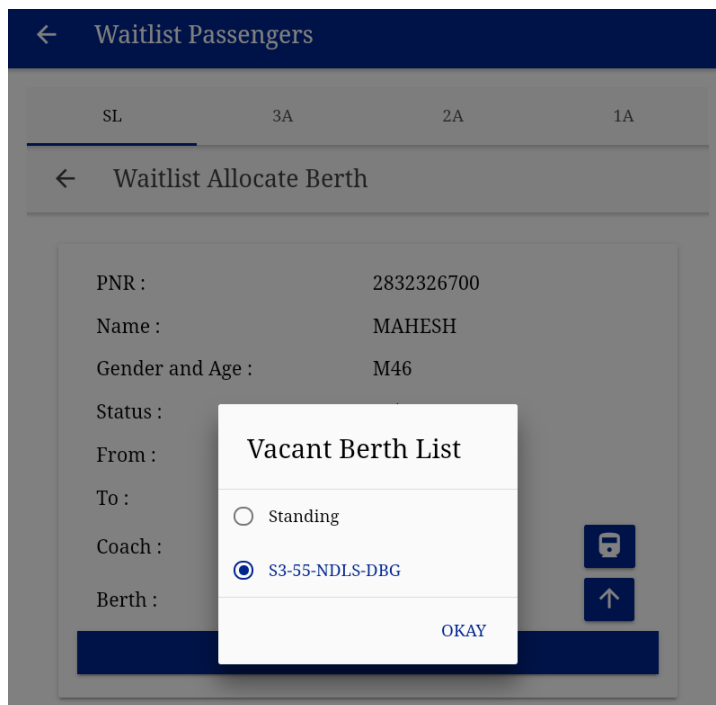 Waitlist Passengers
SL 3A 2A 1A
Waitlist Allocate Berth
PNR : 2832326700
Name : MAHESH
Gender and Age : M46
Status :
From :
To :
Coach :
Berth :
Vacant Berth List
Standing
S3-55-NDLS-DBG
OKAY